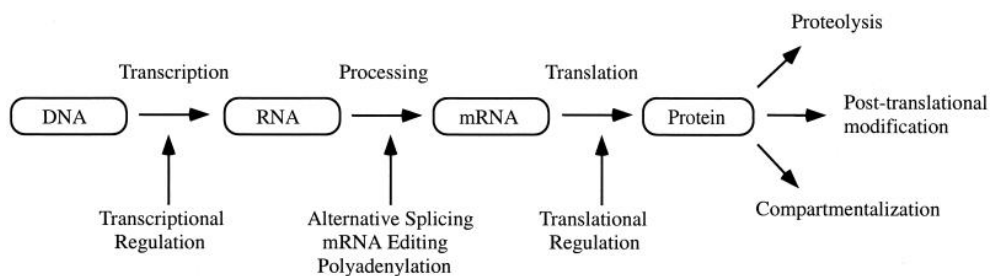 Proteolysis
Transcription
Processing
Translation
DNA
RNA
mRNA
Protein
Post-translational
modification
Transcriptional
Regulation
Alternative Splicing
mRNA Editing
Polyadenylation
Translational
Regulation
Compartmentalization